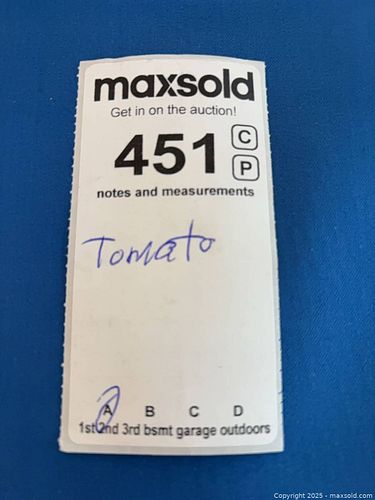 maxsold
Get in on the auction!
451 C
P
notes and measurements
Tomato
A B C D
1st 2nd 3rd bsmt garage outdoors
Copyright © 2025 - maxsold.com